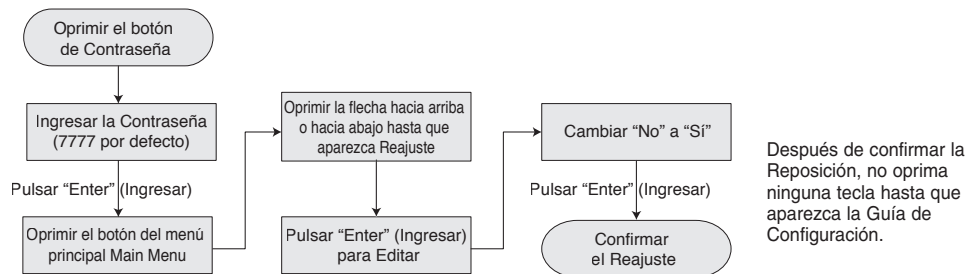 Oprimir el botón
de Contraseña
Ingresar la Contraseña
(7777 por defecto)
Pulsar “Enter” (Ingresar)
Oprimir el botón del menú
principal Main Menu
Oprimir la flecha hacia arriba
o hacia abajo hasta que
aparezca Reajuste
Pulsar “Enter” (Ingresar)
para Editar
Cambiar “No” a “Sí”
Pulsar “Enter” (Ingresar)
Confirmar
el Reajuste
Después de confirmar la
Reposición, no oprima
ninguna tecla hasta que
aparezca la Guía de
Configuración.